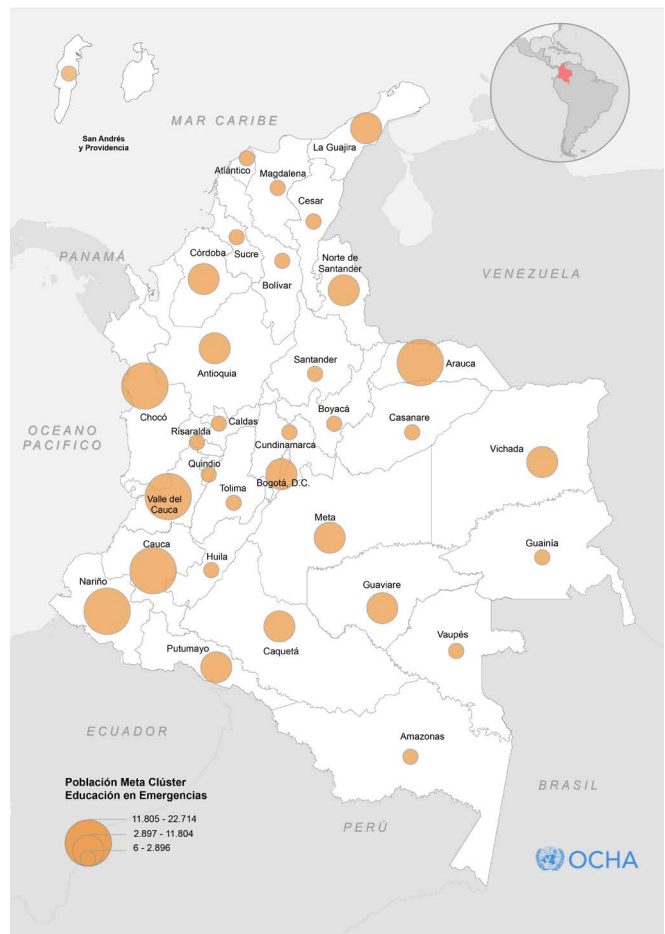 San Andrés
y Providencia
MAR CARIBE
La Guajira
Atlántico
Magdalena
Cesar
PANAMÁ
Córdoba
Sucre
Bolívar
Norte de
Santander
VENEZUELA
Antioquia
Santander
Arauca
Chocó
OCEANO
PACIFICO
Risaralda
Caldas
Boyacá
Cundinamarca
Casanare
Vichada
Quindio
Bogotá, D.C.
Valle del
Cauca
Tolima
Meta
Cauca
Huila
Guainía
Nariño
Guaviare
Caquetá
Vaupés
Putumayo
ECUADOR
Amazonas
BRASIL
PERÚ
Población Meta Clúster
Educación en Emergencias
11.805 - 22.714
2.897 - 11.804
6 - 2.896
OCHA